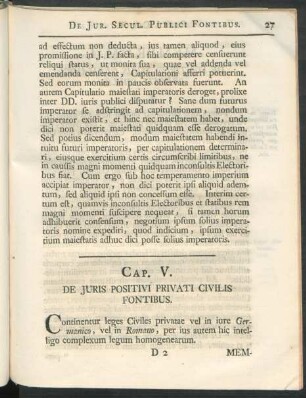 DE JUR. SECUL. PUBLICI FONTIBUS. 27
ad effectum non deducta, ius tamen aliquod, eius
promissione in J. P. facta, sibi competere censuerunt
reliqui status, ut monita sua, quae vel addenda vel
emendanda censerent, Capitulationi afferri potuerint.
Sed eorum monita in paucis observata fuerunt. An
autem Capitulatio maiestati imperatoris deroget, prolixe
inter DD. iuris publici disputatur? Sane dum futurus
imperator se adstringit ad capitulationem, nondum
imperator existit, et hinc nec maiestatem habet, unde
dici non poterit maiestati quidquam esse derogatum.
Sed potius dicendum, modum maiestatem habendi in
futuri imperatoris, per capitulationem determina-
ri, eiusque exercitium certis circumscribi limitibus, ne
in caussis magni momenti quidquam inconsultis Electori-
bus fiat. Cum ergo sub hoc temperamento imperium
accipiat imperator, non dici poterit ipsi aliquid adem-
tum, sed aliquid ipsi non concessum esse. Interim cer-
tum est, quamvis inconsultis Electoribus et statibus rem
magni momenti suscipere nequeat, si tamen horum
adhibuerit consensum, negotium ipsum solius impera-
toris nomine expediri, quod indicium, ipsum exerci-
tium maiestatis adhuc dici posse solius imperatoris.
CAP. V.
DE JURIS POSITIVI PRIVATI CIVILIS
FONTIBUS.
Continentur leges Civiles privatae vel in iure Ger-
manico, vel in Romano, per ius autem hic intel-
ligo complexum legum homogenearum.
D 2 MEM-